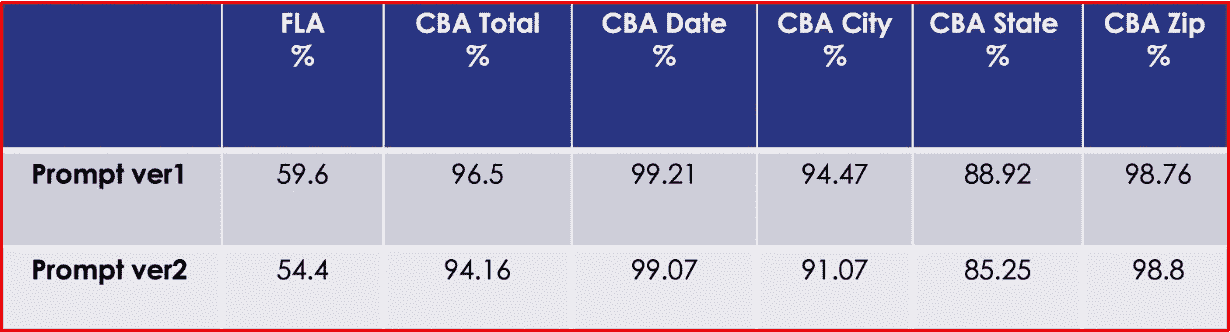 FLA CBA Total CBA Date CBA City CBA State CBA Zip
% % % % % %
Prompt ver1 59.6 96.5 99.21 94.47 88.92 98.76
Prompt ver2 54.4 94.16 99.07 91.07 85.25 98.8